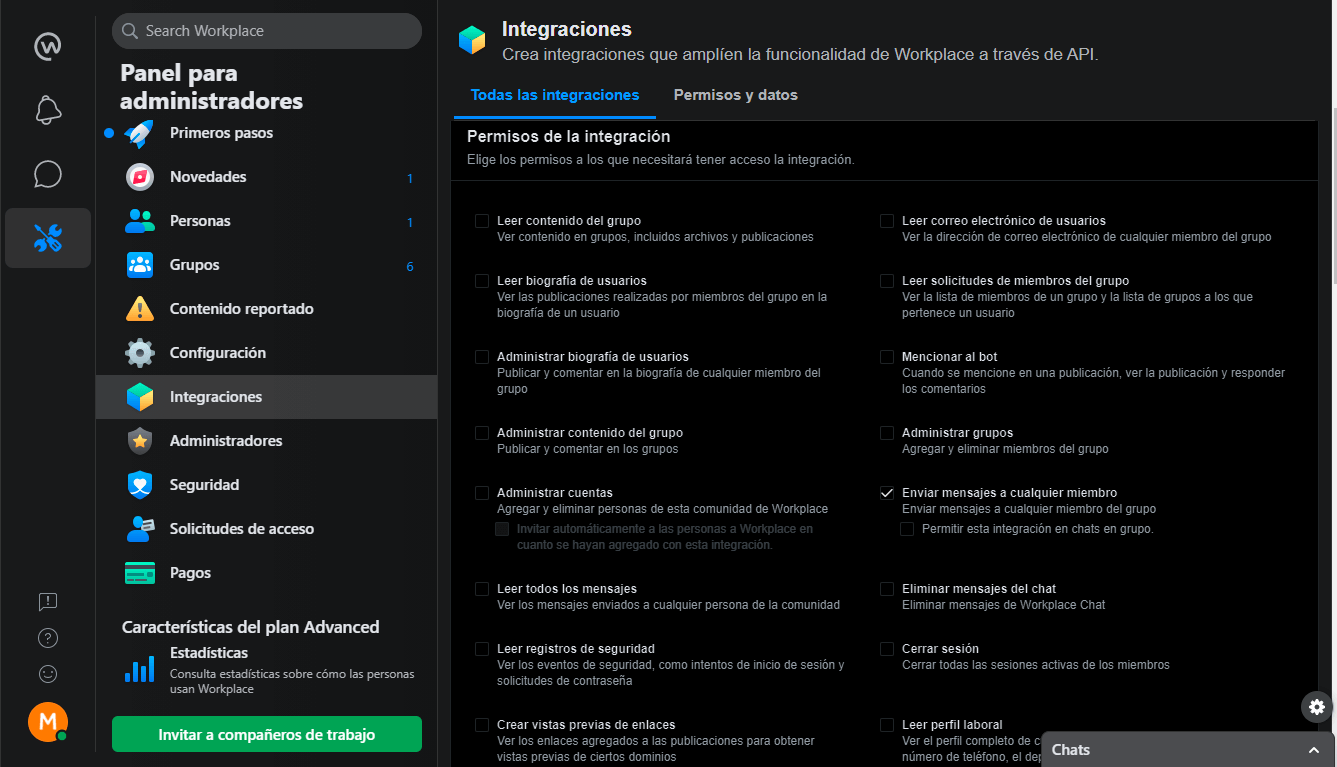 Search Workplace
Panel para
administradores
Primeros pasos
Novedades 1
Personas 1
Grupos 6
Contenido reportado
Configuración
Integraciones
Administradores
Seguridad
Solicitudes de acceso
Pagos
Características del plan Advanced
Estadísticas
Consulta estadísticas sobre cómo las personas
usan Workplace
Invitar a compañeros de trabajo
M
Integraciones
Crea integraciones que amplíen la funcionalidad de Workplace a través de API.
Todas las integraciones
Permisos y datos
Permisos de la integración
Elige los permisos a los que necesitará tener acceso la integración.
Leer contenido del grupo
Ver contenido en grupos, incluidos archivos y publicaciones
Leer correo electrónico de usuarios
Ver la dirección de correo electrónico de cualquier miembro del grupo
Leer biografía de usuarios
Ver las publicaciones realizadas por miembros del grupo en la
biografía de un usuario
Leer solicitudes de miembros del grupo
Ver la lista de miembros de un grupo y la lista de grupos a los que
pertenece un usuario
Administrar biografía de usuarios
Publicar y comentar en la biografía de cualquier miembro del
grupo
Mencionar al bot
Cuando se mencione en una publicación, ver la publicación y responder
los comentarios
Administrar contenido del grupo
Publicar y comentar en los grupos
Administrar grupos
Agregar y eliminar miembros del grupo
Administrar cuentas
Agregar y eliminar personas de esta comunidad de Workplace
Invitar automáticamente a las personas a Workplace en
cuanto se hayan agregado con esta integración.
Enviar mensajes a cualquier miembro
Enviar mensajes a cualquier miembro del grupo
Permitir esta integración en chats en grupo.
Leer todos los mensajes
Ver los mensajes enviados a cualquier persona de la comunidad
Eliminar mensajes del chat
Eliminar mensajes de Workplace Chat
Leer registros de seguridad
Ver los eventos de seguridad, como intentos de inicio de sesión y
solicitudes de contraseña
Cerrar sesión
Cerrar todas las sesiones activas de los miembros
Crear vistas previas de enlaces
Ver los enlaces agregados a las publicaciones para obtener
vistas previas de ciertos dominios
Leer perfil laboral
Ver el perfil completo de c
número de teléfono, el dep
Chats